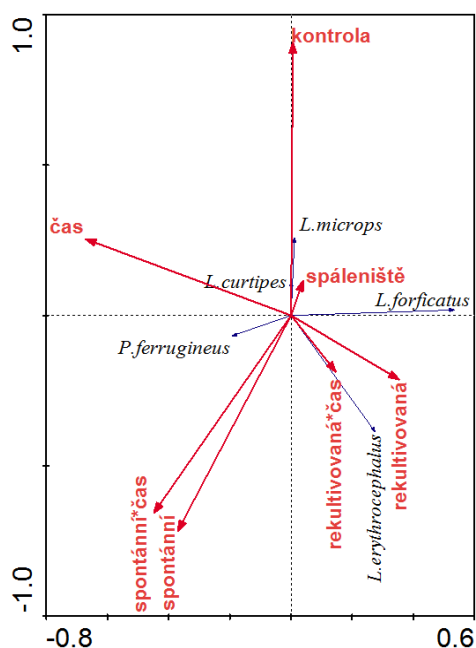 1.0
kontrola
čas
L.microps
L.curtipes
spáleniště
L.forficatus
P.ferrugineus
rekultivovaná*čas
rekultivovaná
L.erythrocephalus
spontánní*čas
spontánní
-1.0
-0.8
0.6